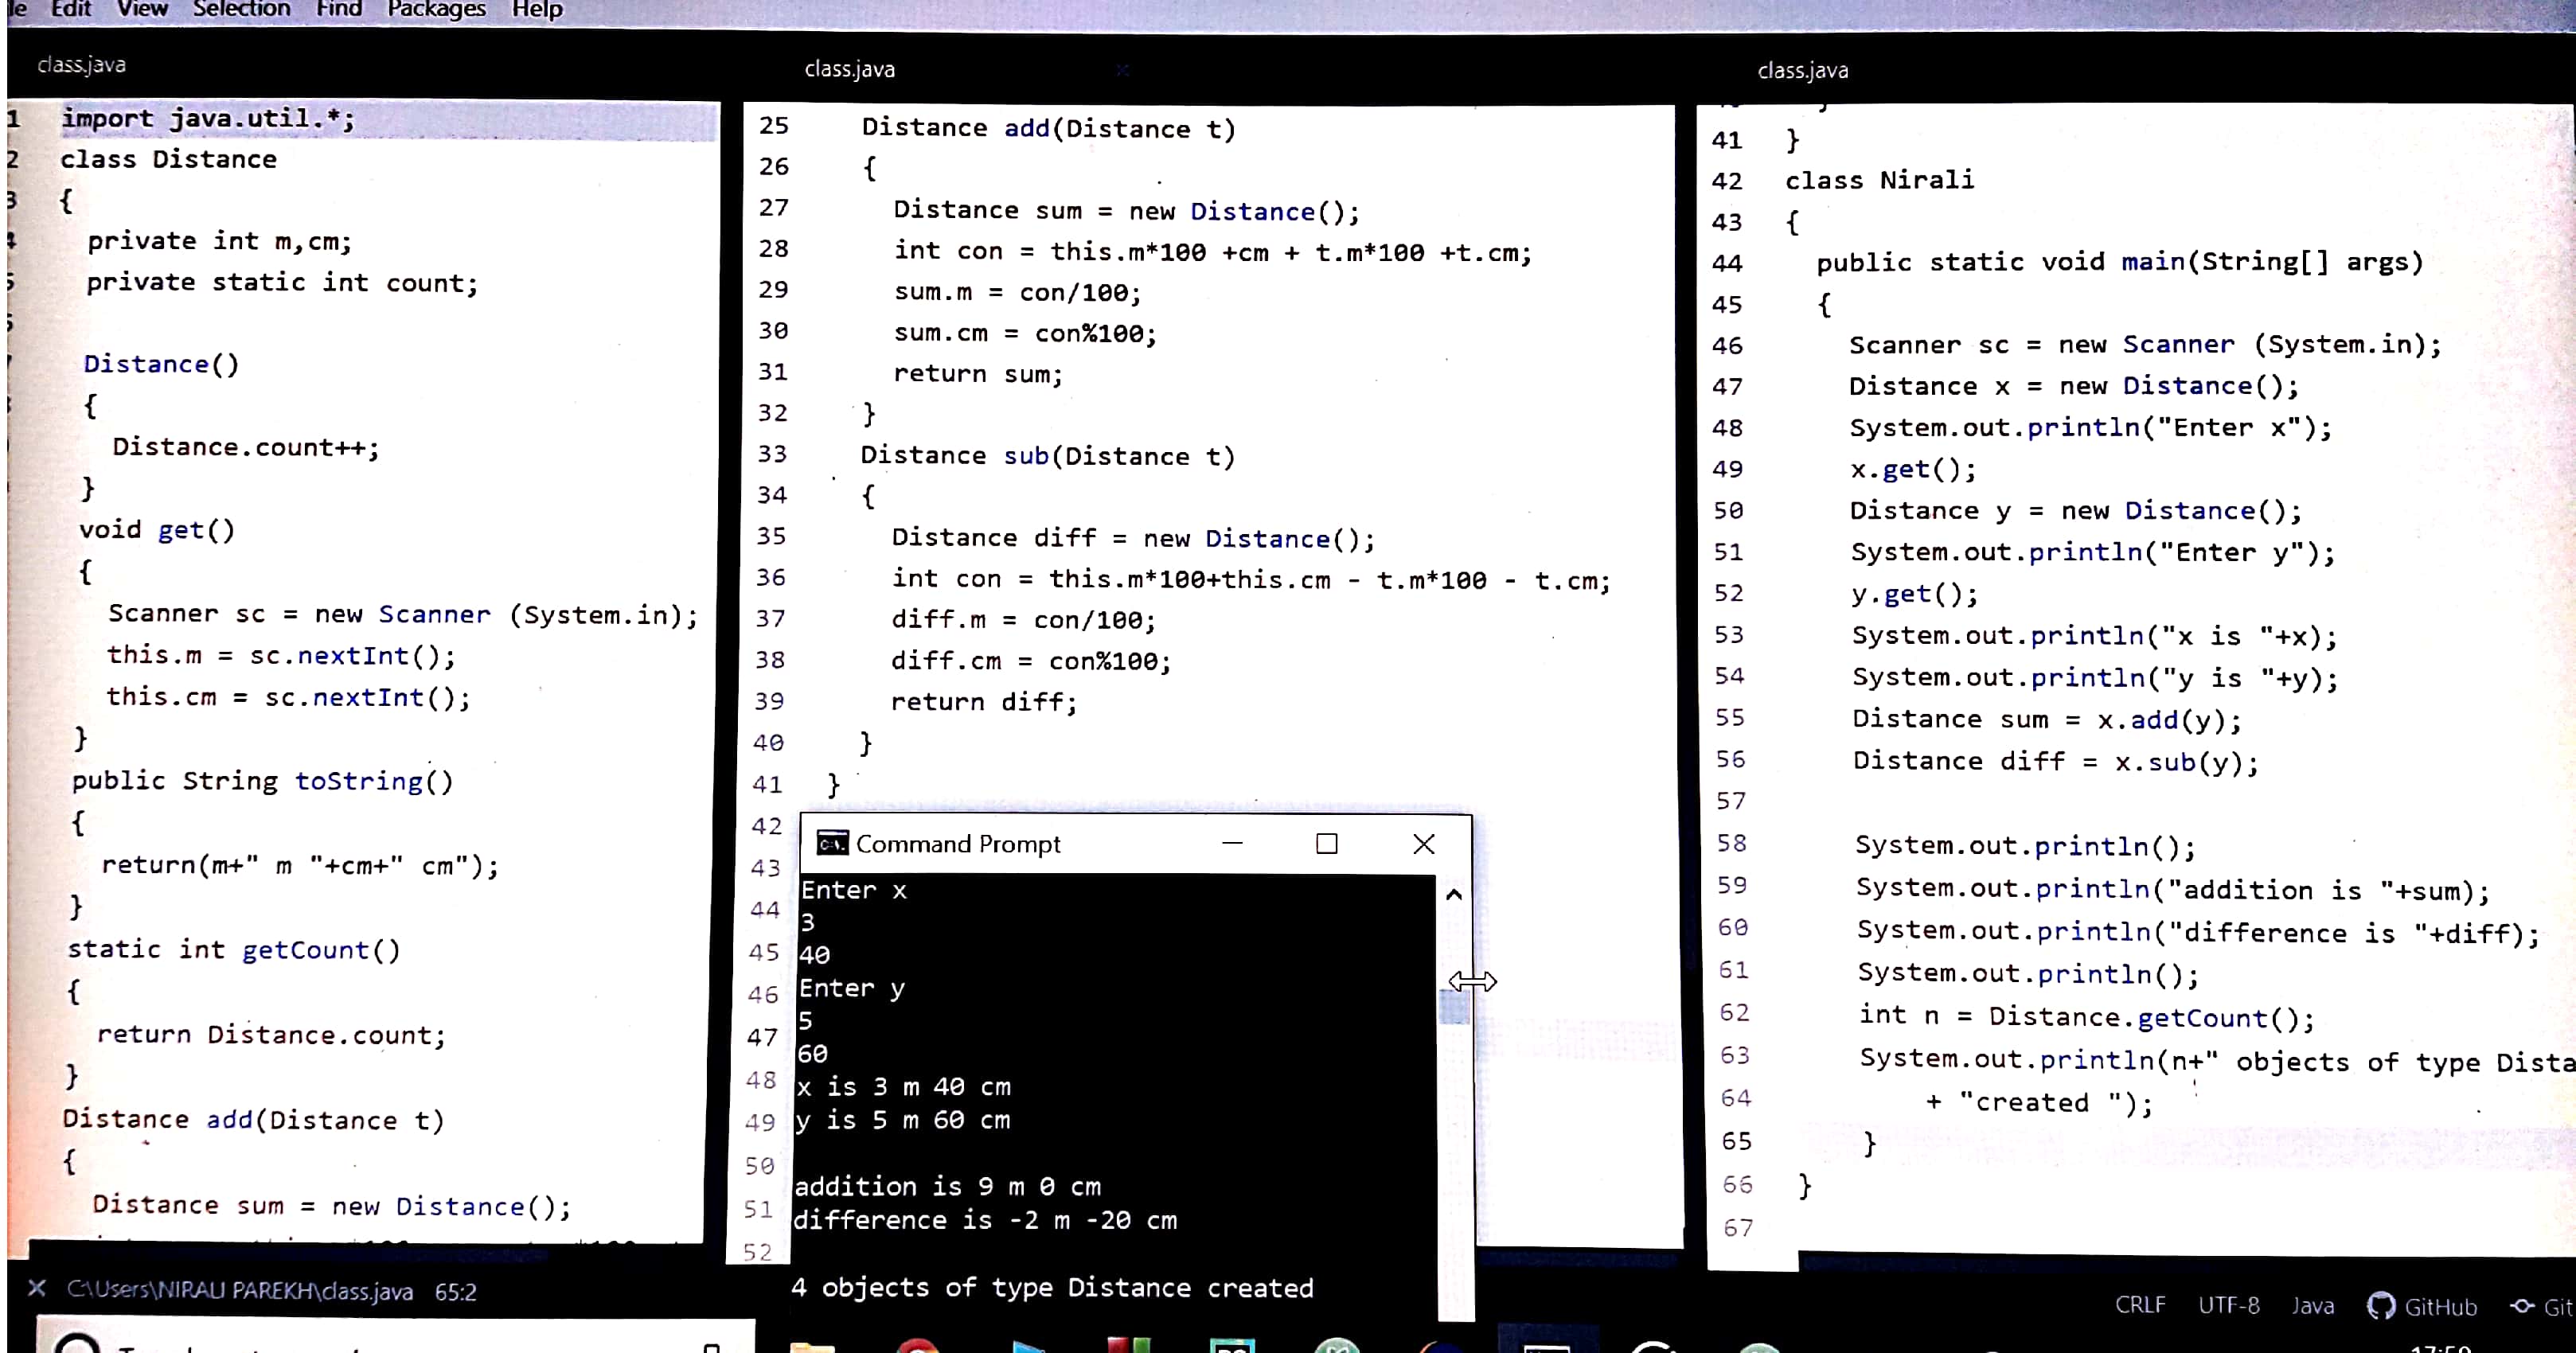 Edit View Selection Find Packages Help
class.java
1 import java.util.*;
2 class Distance
3 {
4 private int m,cm;
5 private static int count;
Distance()
{
Distance.count++;
}
void get()
{
Scanner sc = new Scanner (System.in);
this.m = sc.nextInt();
this.cm = sc.nextInt();
}
public String toString()
{
return(m+" m "+cm+" cm");
}
static int getCount()
{
return Distance.count;
}
Distance add(Distance t)
{
Distance sum = new Distance();
class.java
25 Distance add(Distance t)
26 {
27 Distance sum = new Distance();
28 int con = this.m*100 +cm + t.m*100 +t.cm;
29 sum.m = con/100;
30 sum.cm = con%100;
31 return sum;
32 }
33 Distance sub(Distance t)
34 {
35 Distance diff = new Distance();
36 int con = this.m*100+this.cm - t.m*100 - t.cm;
37 diff.m = con/100;
38 diff.cm = con%100;
39 return diff;
40 }
41 }
42
43
44
45
46
47
48
49
50
51
52
Command Prompt
Enter x
3
40
Enter y
5
60
x is 3 m 40 cm
y is 5 m 60 cm
addition is 9 m 0 cm
difference is -2 m -20 cm
4 objects of type Distance created
class.java
41 }
42 class Nirali
43 {
44 public static void main(String[] args)
45 {
46 Scanner sc = new Scanner (System.in);
47 Distance x = new Distance();
48 System.out.println("Enter x");
49 x.get();
50 Distance y = new Distance();
51 System.out.println("Enter y");
52 y.get();
53 System.out.println("x is "+x);
54 System.out.println("y is "+y);
55 Distance sum = x.add(y);
56 Distance diff = x.sub(y);
57
58 System.out.println();
59 System.out.println("addition is "+sum);
60 System.out.println("difference is "+diff);
61 System.out.println();
62 int n = Distance.getCount();
63 System.out.println(n+" objects of type Dista
64 + "created ");
65 }
66 }
67
C:\Users\NIRALI PAREKH\class.java 65:2
CRLF UTF-8 Java GitHub Git